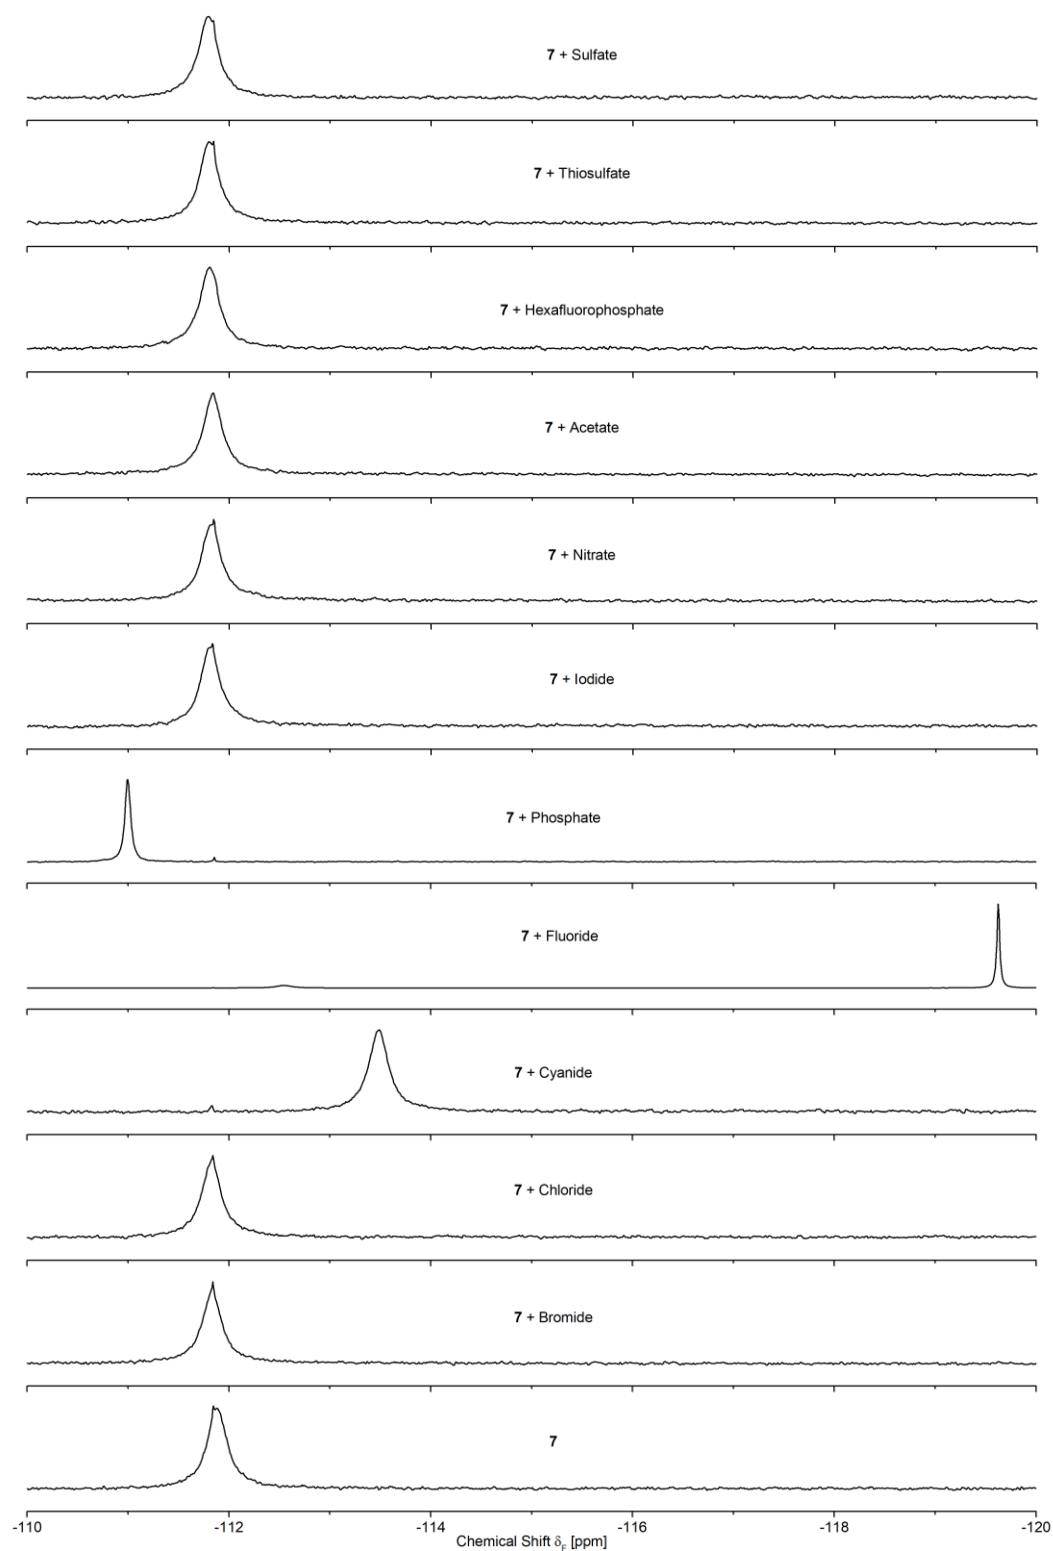 7 + Sulfate
7 + Thiosulfate
7 + Hexafluorophosphate
7 + Acetate
7 + Nitrate
7 + Iodide
7 + Phosphate
7 + Fluoride
7 + Cyanide
7 + Chloride
7 + Bromide
7
-110 -112 -114 -116 -118 -120
Chemical Shift δF [ppm]